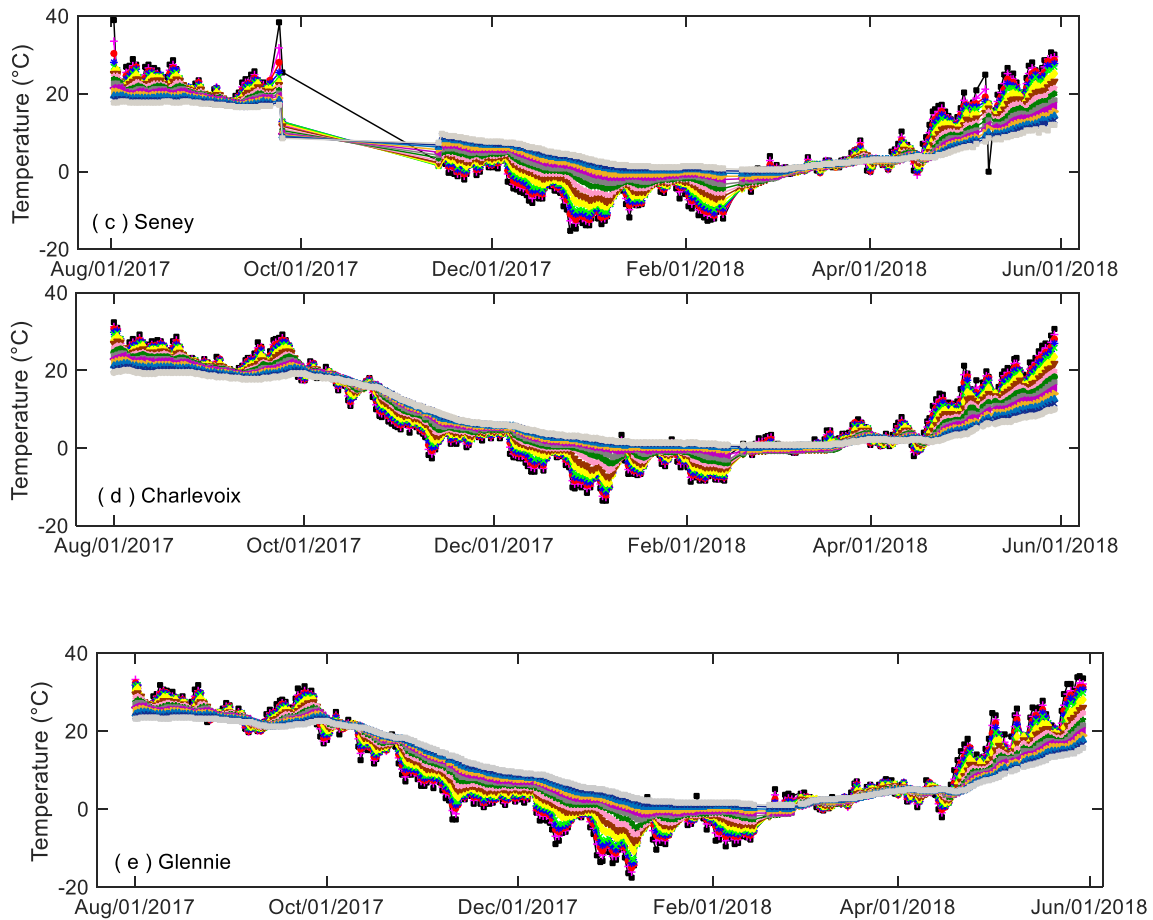 40
20
0
-20
Temperature (°C)
( c ) Seney
Aug/01/2017 Oct/01/2017 Dec/01/2017 Feb/01/2018 Apr/01/2018 Jun/01/2018
40
20
0
-20
Temperature (°C)
( d ) Charlevoix
Aug/01/2017 Oct/01/2017 Dec/01/2017 Feb/01/2018 Apr/01/2018 Jun/01/2018
40
20
0
-20
Temperature (°C)
( e ) Glennie
Aug/01/2017 Oct/01/2017 Dec/01/2017 Feb/01/2018 Apr/01/2018 Jun/01/2018